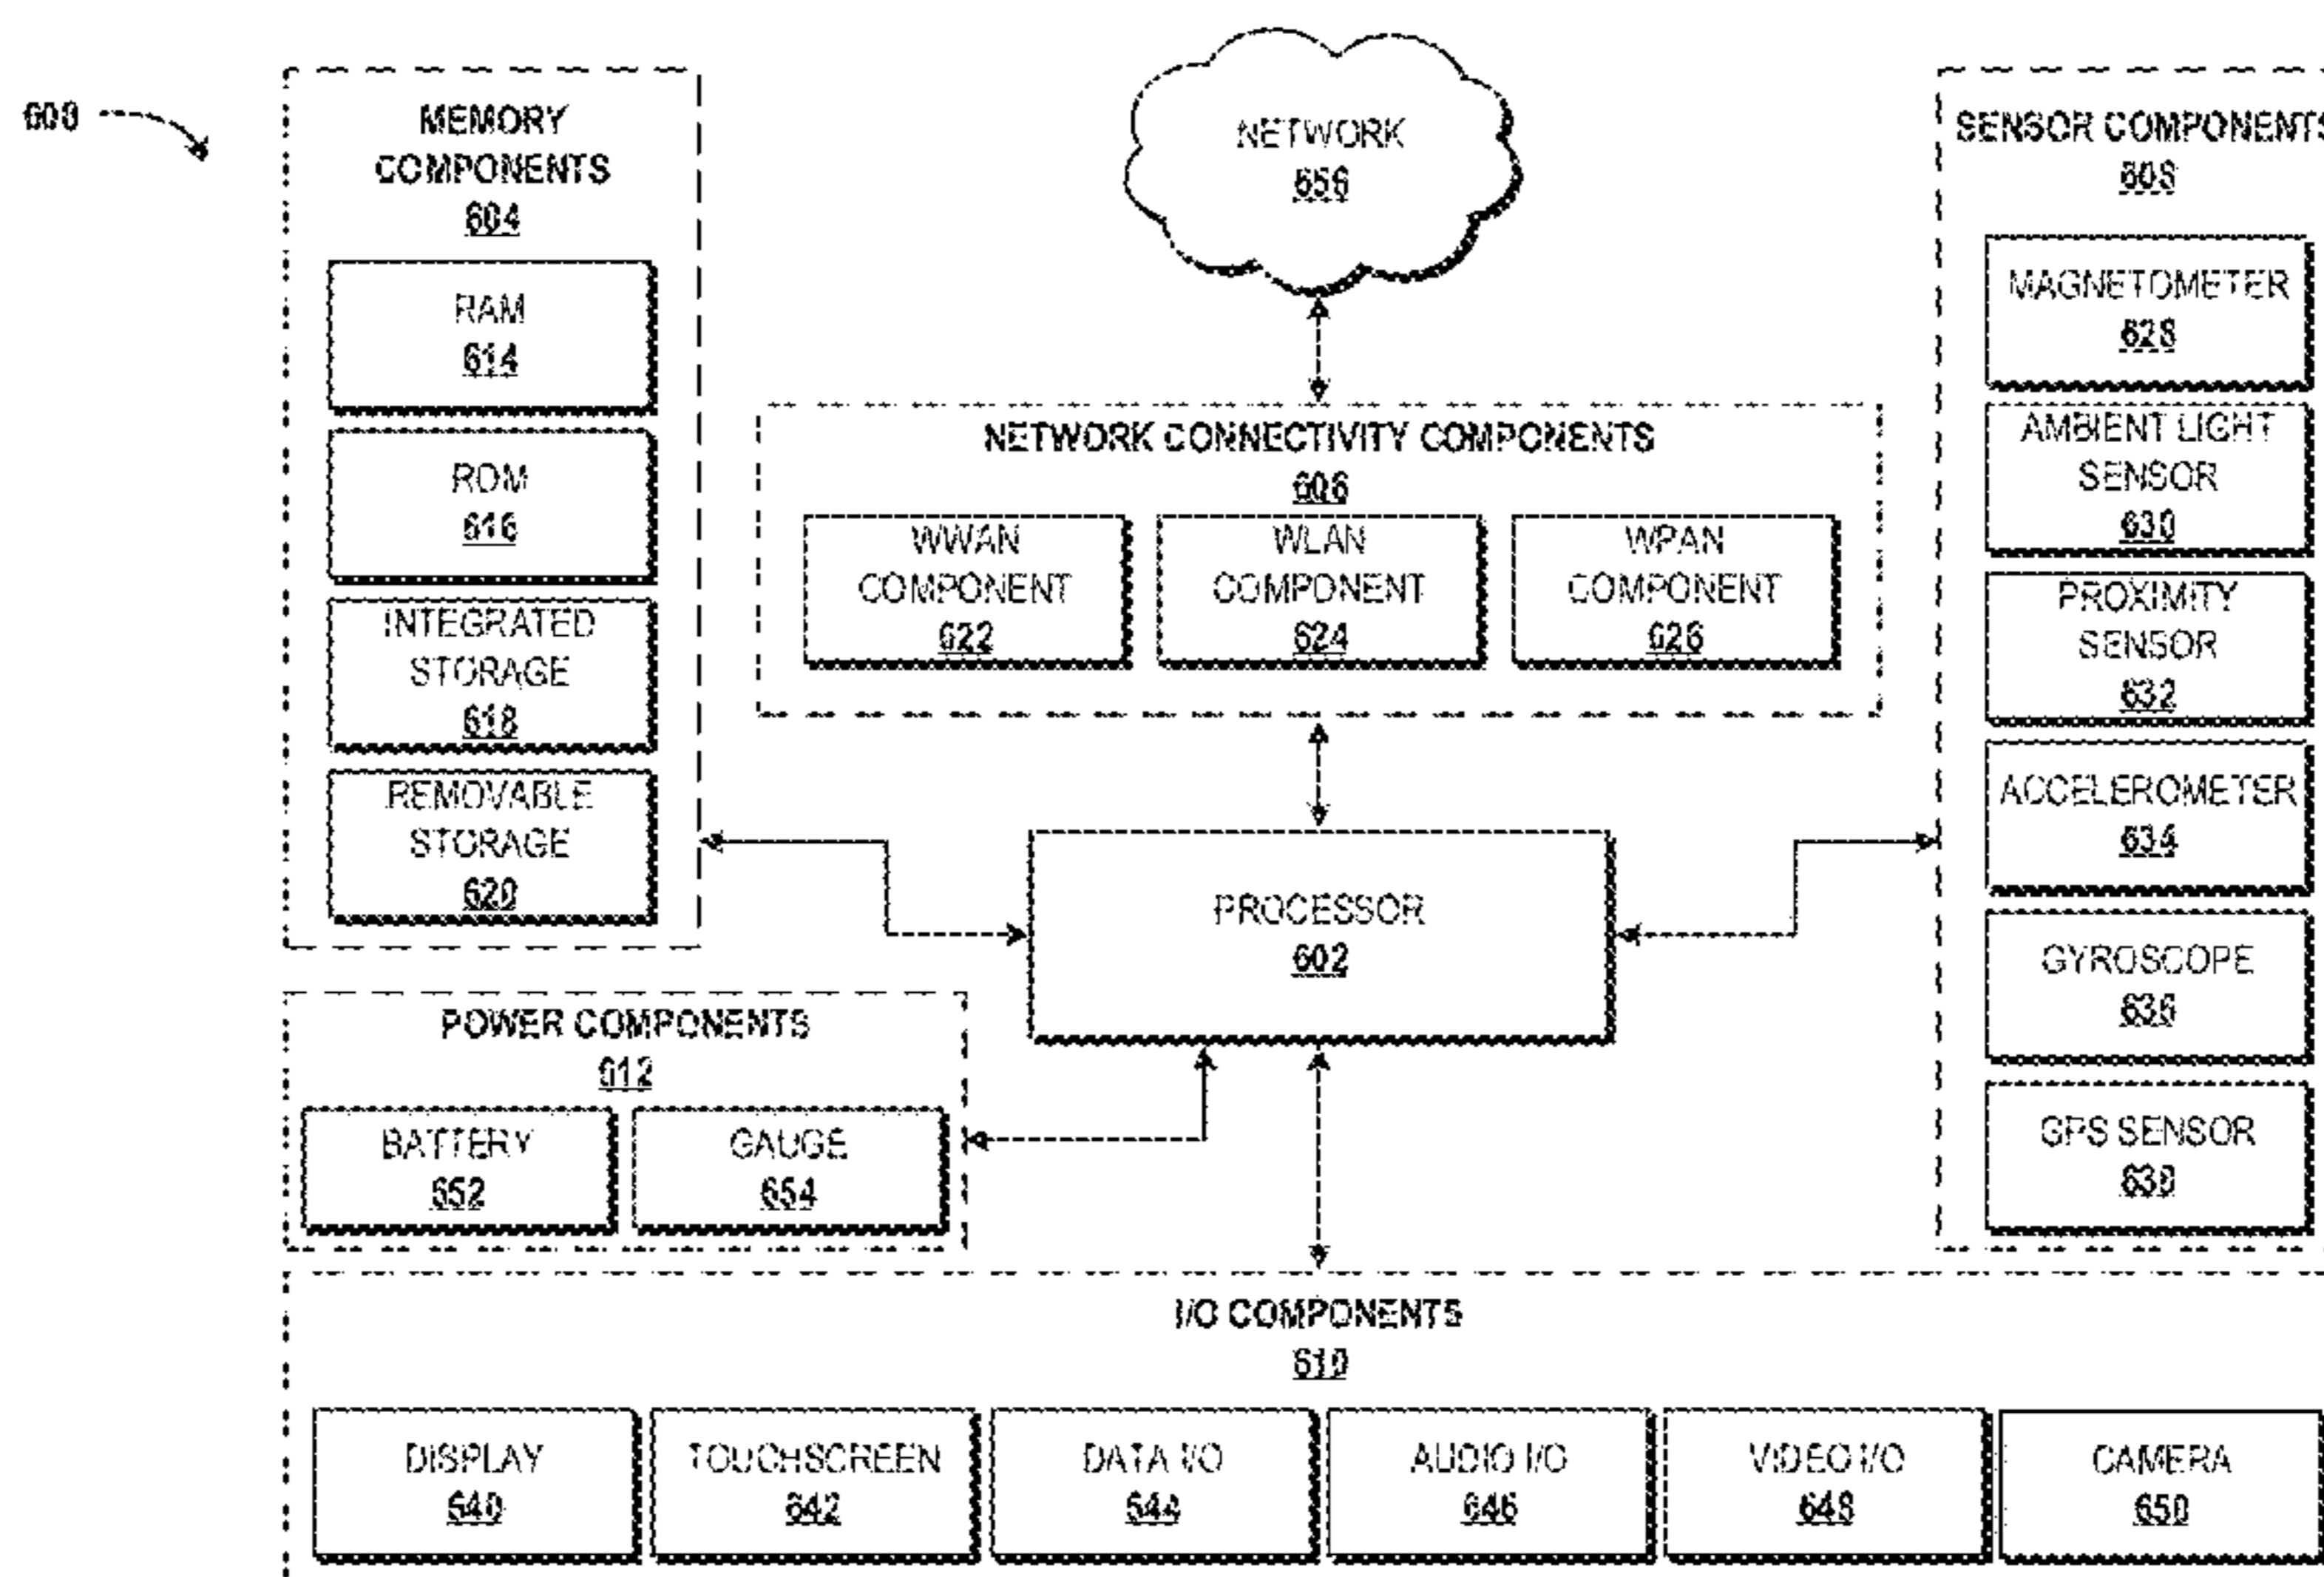 600
MEMORY
COMPONENTS
604
RAM
614
ROM
616
INTEGRATED
STORAGE
618
REMOVABLE
STORAGE
620
NETWORK
656
NETWORK CONNECTIVITY COMPONENTS
606
WWAN
COMPONENT
622
WLAN
COMPONENT
624
WPAN
COMPONENT
626
SENSOR COMPONENTS
608
MAGNETOMETER
628
AMBIENT LIGHT
SENSOR
630
PROXIMITY
SENSOR
632
ACCELEROMETER
634
GYROSCOPE
636
GPS SENSOR
638
PROCESSOR
602
POWER COMPONENTS
612
BATTERY
652
GAUGE
654
I/O COMPONENTS
610
DISPLAY
640
TOUCHSCREEN
642
DATA I/O
644
AUDIO I/O
646
VIDEO I/O
648
CAMERA
650